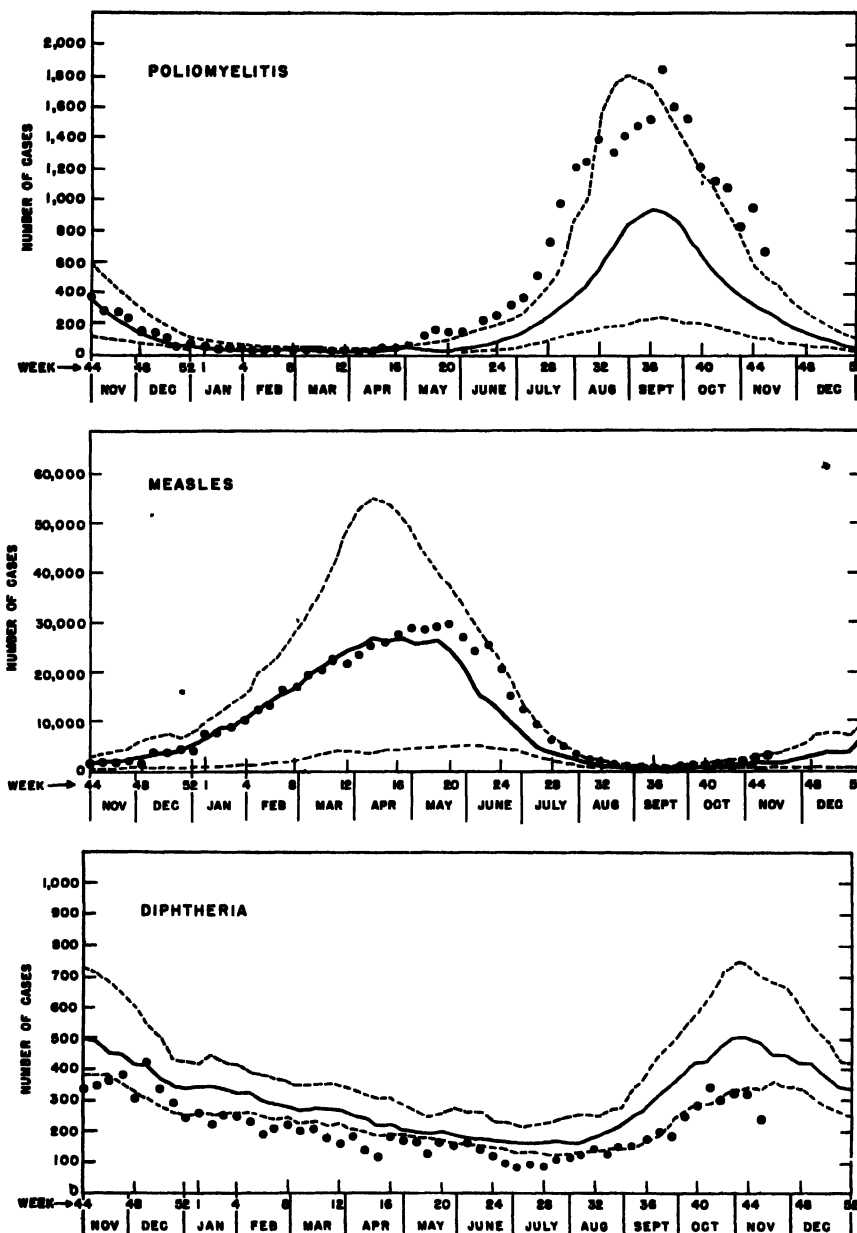 2,000
POLIOMYELITIS
1,800
1,600
1,400
1,200
1,000
800
600
400
200
0
NUMBER OF CASES
WEEK → 44 48 52 1 4 8 12 16 20 24 28 32 36 40 44 48
NOV DEC JAN FEB MAR APR MAY JUNE JULY AUG SEPT OCT NOV DEC
60,000
MEASLES
50,000
40,000
30,000
20,000
10,000
0
NUMBER OF CASES
WEEK → 44 48 52 1 4 8 12 16 20 24 28 32 36 40 44 48
NOV DEC JAN FEB MAR APR MAY JUNE JULY AUG SEPT OCT NOV DEC
1,000
900
DIPHTHERIA
800
700
600
500
400
300
200
100
0
NUMBER OF CASES
WEEK → 44 48 52 1 4 8 12 16 20 24 28 32 36 40 44 48 52
NOV DEC JAN FEB MAR APR MAY JUNE JULY AUG SEPT OCT NOV DEC